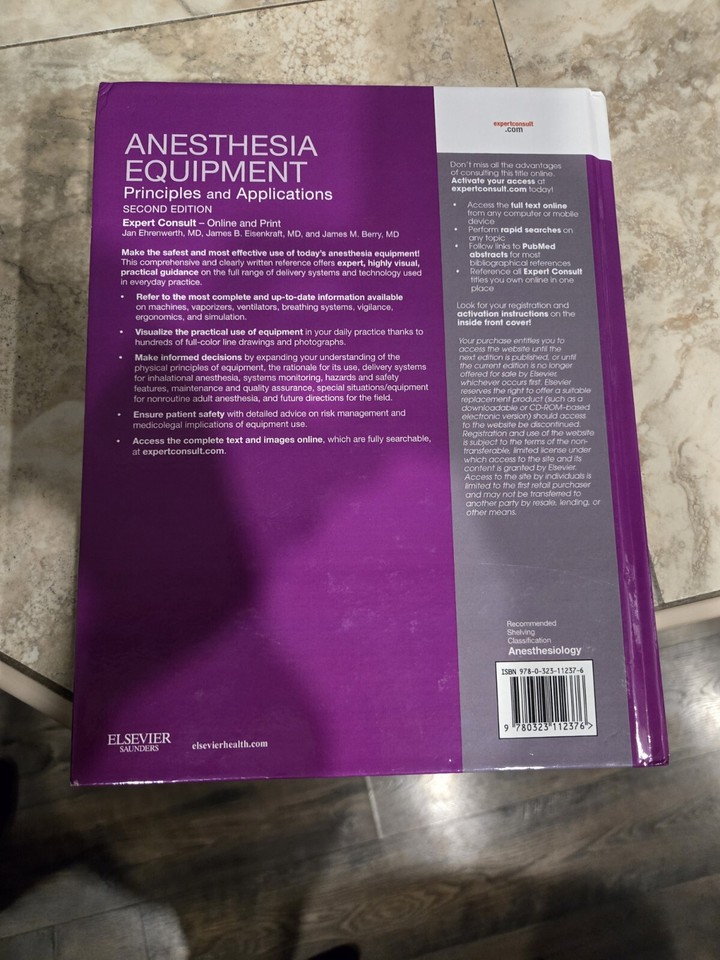 ANESTHESIA
EQUIPMENT
Principles and Applications
SECOND EDITION
Expert Consult – Online and Print
Jan Ehrenwerth, MD, James B. Eisenkraft, MD, and James M. Berry, MD
Make the safest and most effective use of today's anesthesia equipment!
This comprehensive and clearly written reference offers expert, highly visual,
practical guidance on the full range of delivery systems and technology used
in everyday practice.
• Refer to the most complete and up-to-date information available
on machines, vaporizers, ventilators, breathing systems, vigilance,
ergonomics, and simulation.
• Visualize the practical use of equipment in your daily practice thanks to
hundreds of full-color line drawings and photographs.
• Make informed decisions by expanding your understanding of the
physical principles of equipment, the rationale for its use, delivery systems
for inhalational anesthesia, systems monitoring, hazards and safety
features, maintenance and quality assurance, special situations/equipment
for nonroutine adult anesthesia, and future directions for the field.
• Ensure patient safety with detailed advice on risk management and
medicolegal implications of equipment use.
• Access the complete text and images online, which are fully searchable,
at expertconsult.com.
ELSEVIER
SAUNDERS
elsevierhealth.com
expertconsult
.com
Don't miss all the advantages
of consulting this title online.
Activate your access at
expertconsult.com today!
• Access the full text online
from any computer or mobile
device
• Perform rapid searches on
any topic
• Follow links to PubMed
abstracts for most
bibliographical references
• Reference all Expert Consult
titles you own online in one
place
Look for your registration and
activation instructions on the
inside front cover!
Your purchase entitles you to
access the website until the
next edition is published, or until
the current edition is no longer
offered for sale by Elsevier,
whichever occurs first. Elsevier
reserves the right to offer a suitable
replacement product (such as a
downloadable or CD-ROM-based
electronic version) should access
to the website be discontinued.
Registration and use of the website
is subject to the terms of the non-
transferable, limited license under
which access to the site and its
content is granted by Elsevier.
Access to the site by individuals is
limited to the first retail purchaser
and may not be transferred to
another party by resale, lending, or
other means.
Recommended
Shelving
Classification
Anesthesiology
ISBN 978-0-323-11237-6
9 780323 112376 >